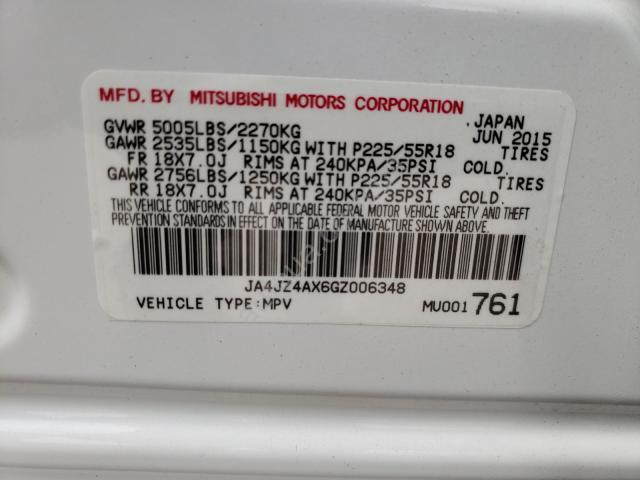 MFD. BY MITSUBISHI MOTORS CORPORATION
JAPAN
GVWR 5005LBS/2270KG JUN 2015
GAWR 2535LBS/1150KG WITH P225/55R18 TIRES
FR 18X7.0J RIMS AT 240KPA/35PSI COLD.
GAWR 2756LBS/1250KG WITH P225/55R18 TIRES
RR 18X7.0J RIMS AT 240KPA/35PSI COLD.
THIS VEHICLE CONFORMS TO ALL APPLICABLE FEDERAL MOTOR VEHICLE SAFETY AND THEFT
PREVENTION STANDARDS IN EFFECT ON THE DATE OF MANUFACTURE SHOWN ABOVE.
JA4JZ4AX6GZ006348
VEHICLE TYPE:MPV MU001 761